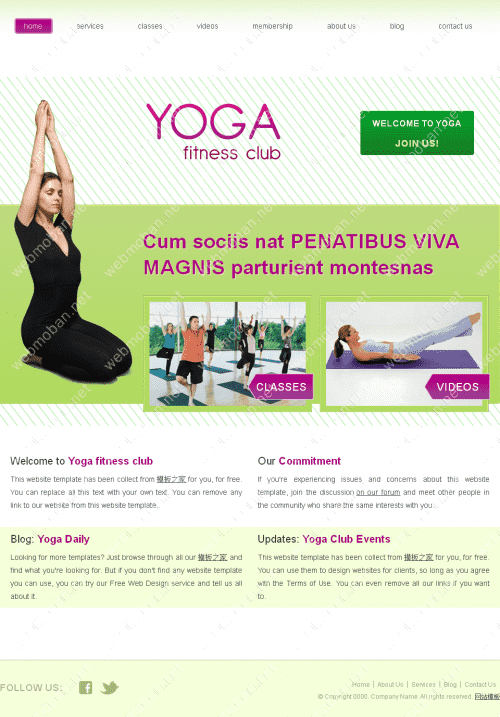 home services classes videos membership about us blog contact us
YOGA
fitness club
WELCOME TO YOGA
JOIN US!
Cum sociis nat PENATIBUS VIVA
MAGNIS parturient montesnas
CLASSES
VIDEOS
Welcome to Yoga fitness club
This website template has been collect from 模板之家 for you, for free.
You can replace all this text with your own text. You can remove any
link to our website from this website template.
Our Commitment
If you're experiencing issues and concerns about this website
template, join the discussion on our forum and meet other people in
the community who share the same interests with you.
Blog: Yoga Daily
Looking for more templates? Just browse through all our 模板之家 and
find what you're looking for. But if you don't find any website template
you can use, you can try our Free Web Design service and tell us all
about it.
Updates: Yoga Club Events
This website template has been collect from 模板之家 for you, for free.
You can use them to design websites for clients, so long as you agree
with the Terms of Use. You can even remove all our links if you want
to.
FOLLOW US:
Home | About Us | Services | Blog | Contact Us
© Copyright 0000. Company Name. All rights reserved. 网站模板
webmoban.net